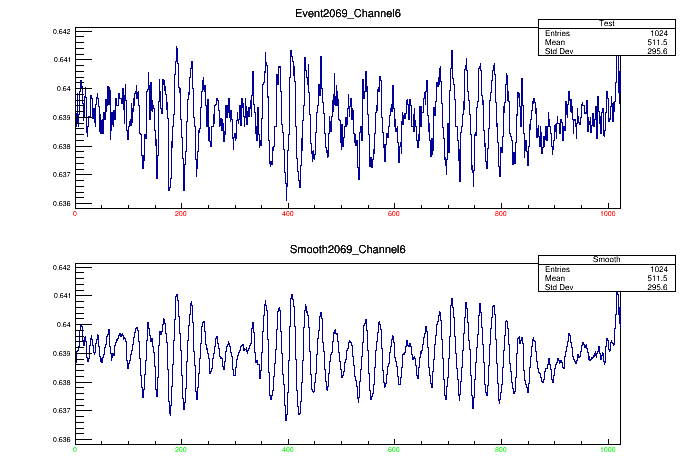 Event2069_Channel6
Test
Entries 1024
Mean 511.5
Std Dev 295.6
0.642
0.641
0.64
0.639
0.638
0.637
0.636
0 200 400 600 800 1000
Smooth2069_Channel6
Smooth
Entries 1024
Mean 511.5
Std Dev 295.6
0.642
0.641
0.64
0.639
0.638
0.637
0.636
0 200 400 600 800 1000